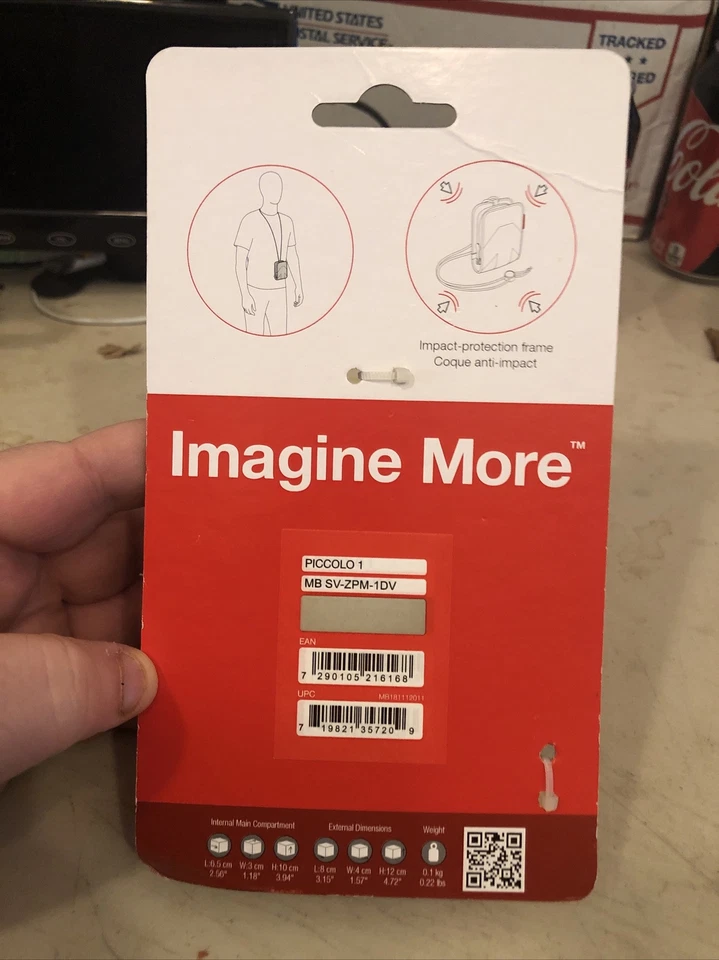 UNITED STATES
POSTAL SERVICE
TRACKED
Impact-protection frame
Coque anti-impact
Imagine More™
PICCOLO 1
MB SV-ZPM-1DV
EAN
7 290105 216168
UPC MR181112011
7 19821 35720 9
Internal Main Compartment External Dimensions Weight
L:6.5 cm W:3 cm H:10 cm L:8 cm W:4 cm H:12 cm 0.1 kg
2.56" 1.18" 3.94" 3.15" 1.57" 4.72" 0.22 lbs